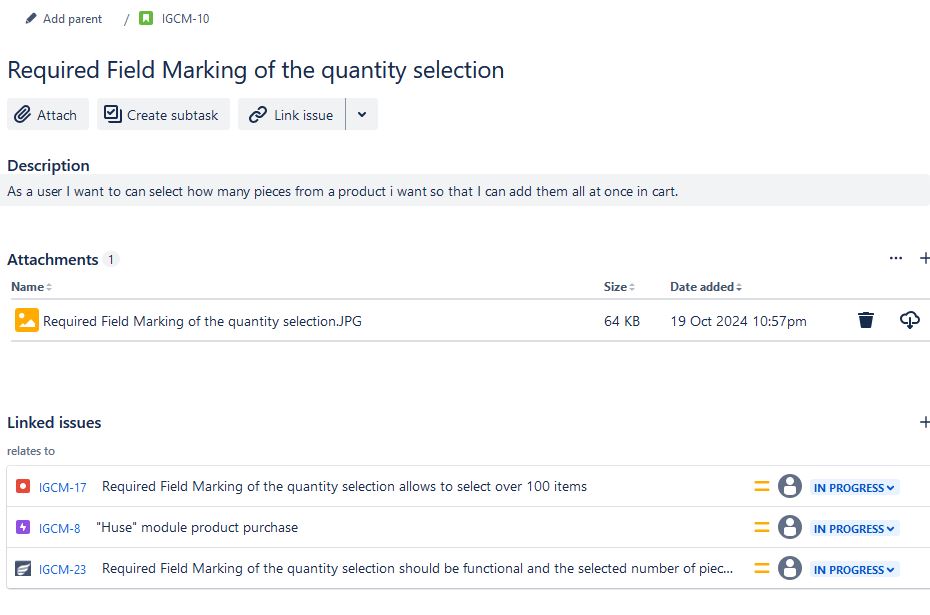 Add parent / IGCM-10
Required Field Marking of the quantity selection
Attach Create subtask Link issue
Description
As a user I want to can select how many pieces from a product i want so that I can add them all at once in cart.
Attachments 1
Name Size Date added
Required Field Marking of the quantity selection.JPG 64 KB 19 Oct 2024 10:57pm
Linked issues
relates to
IGCM-17 Required Field Marking of the quantity selection allows to select over 100 items IN PROGRESS
IGCM-8 "Huse" module product purchase IN PROGRESS
IGCM-23 Required Field Marking of the quantity selection should be functional and the selected number of piec... IN PROGRESS